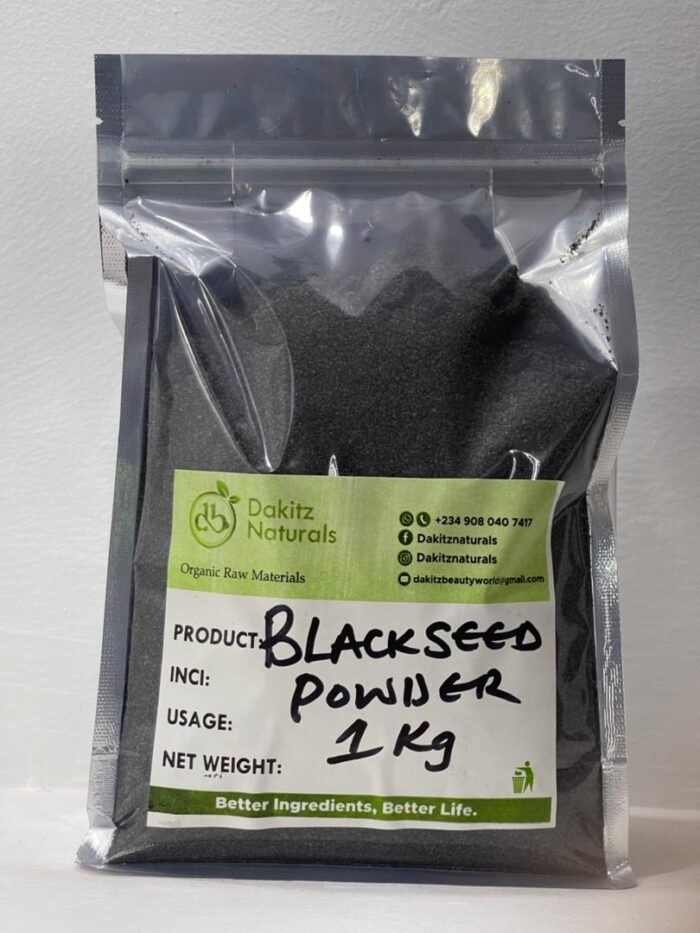 Dakitz
Naturals
Organic Raw Materials
+234 908 040 7417
Dakitznaturals
Dakitznaturals
dakitzbeautyworld@gmail.com
PRODUCT: BLACKSEED
INCI: POWDER
USAGE:
1 Kg
NET WEIGHT:
Better Ingredients, Better Life.